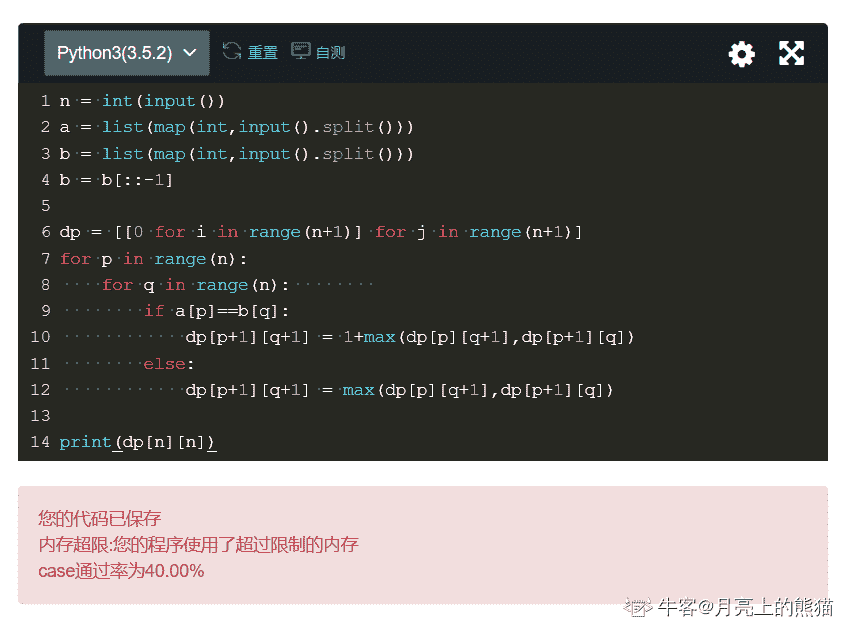 Python3(3.5.2) 重置 自测
1 n = int(input())
2 a = list(map(int,input().split()))
3 b = list(map(int,input().split()))
4 b = b[::-1]
5
6 dp = [[0 for i in range(n+1)] for j in range(n+1)]
7 for p in range(n):
8 ····for q in range(n):········
9 ········if a[p]==b[q]:
10 ············dp[p+1][q+1] = 1+max(dp[p][q+1],dp[p+1][q])
11 ········else:
12 ············dp[p+1][q+1] = max(dp[p][q+1],dp[p+1][q])
13
14 print(dp[n][n])
您的代码已保存
内存超限:您的程序使用了超过限制的内存
case通过率为40.00%
牛客@月亮上的熊猫